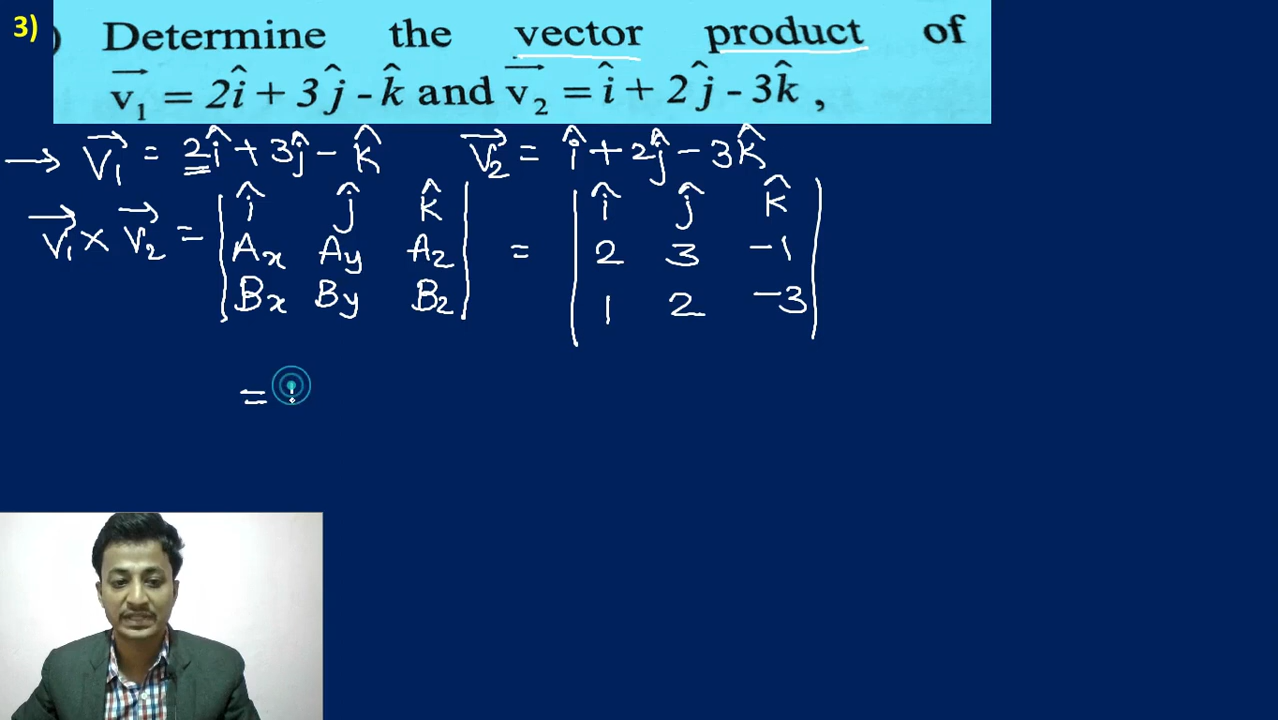 3) ) Determine the vector product of
v₁ = 2î + 3ĵ - k̂ and v₂ = î + 2ĵ - 3k̂ ,
→ V₁ = 2î + 3ĵ - k̂ V₂ = î + 2ĵ - 3k̂
V₁ × V₂ = | î ĵ k̂ | = | î ĵ k̂ |
Ax Ay Az 2 3 -1
Bx By Bz 1 2 -3
=